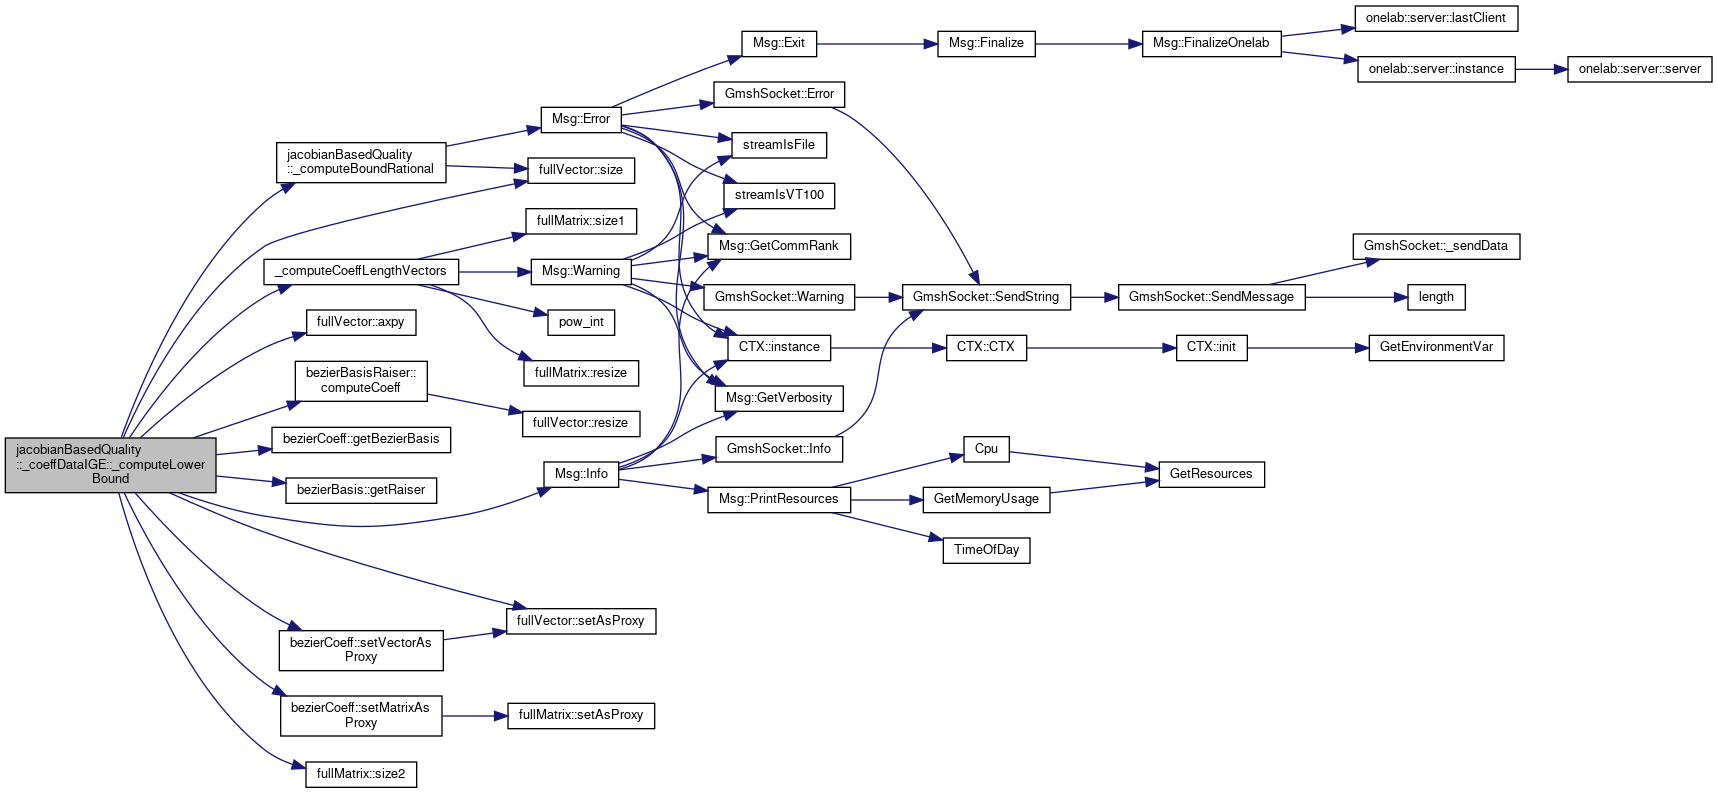 jacobianBasedQuality
::_coeffDataIGE::_computeLower
Bound
jacobianBasedQuality
::_computeBoundRational
_computeCoeffLengthVectors
fullVector::axpy
bezierBasisRaiser::
computeCoeff
bezierCoeff::getBezierBasis
bezierBasis::getRaiser
bezierCoeff::setVectorAs
Proxy
bezierCoeff::setMatrixAs
Proxy
fullMatrix::size2
Msg::Error
fullVector::size
fullMatrix::size1
Msg::Warning
pow_int
fullMatrix::resize
fullVector::resize
Msg::Info
fullVector::setAsProxy
fullMatrix::setAsProxy
Msg::Exit
GmshSocket::Error
streamIsFile
streamIsVT100
Msg::GetCommRank
GmshSocket::Warning
CTX::instance
Msg::GetVerbosity
GmshSocket::Info
Msg::PrintResources
Msg::Finalize
GmshSocket::SendString
CTX::CTX
Cpu
GetMemoryUsage
TimeOfDay
Msg::FinalizeOnelab
GmshSocket::SendMessage
CTX::init
GetResources
onelab::server::lastClient
onelab::server::instance
GmshSocket::_sendData
length
GetEnvironmentVar
onelab::server::server